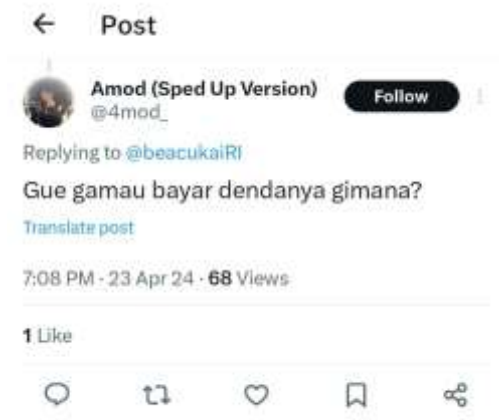 Post
Amod (Sped Up Version)
Follow
@4mod_
Replying to @beacukaiRI
Gue gamau bayar dendanya gimana?
Translate post
7:08 PM · 23 Apr 24 · 68 Views
1 Like